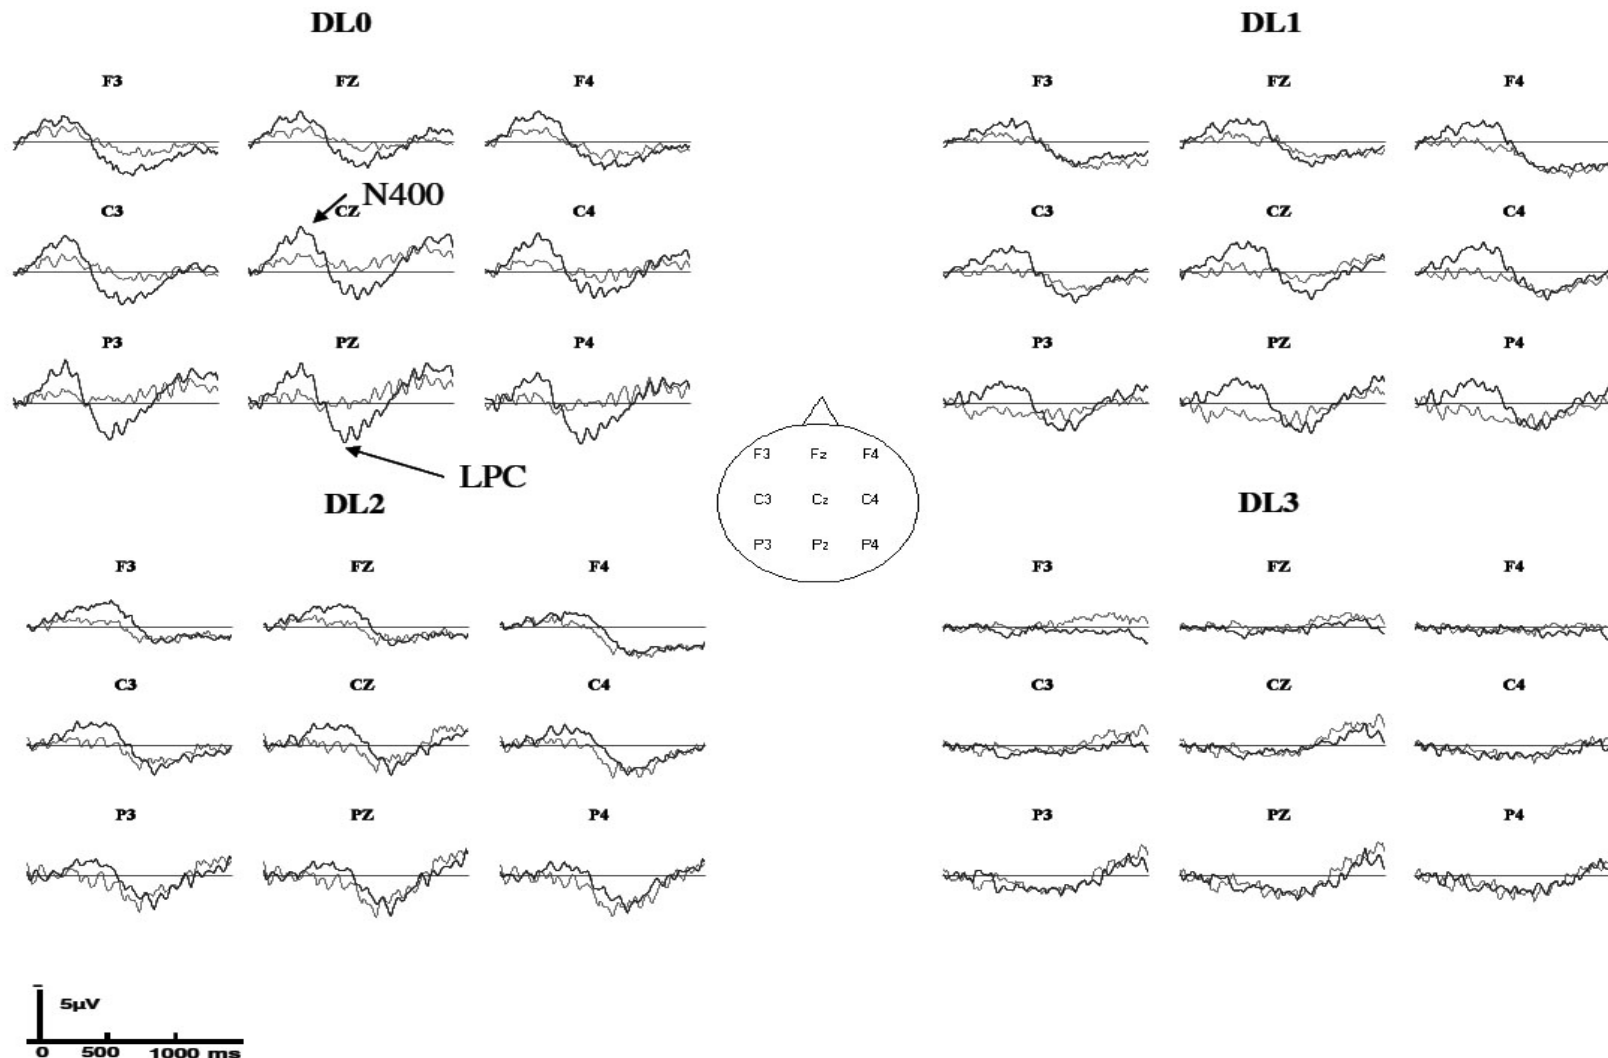 DL0
DL1
F3 FZ F4
F3 FZ F4
N400
C3 CZ C4
C3 CZ C4
P3 PZ P4
P3 PZ P4
LPC
F3 Fz F4
C3 Cz C4
P3 Pz P4
DL2
DL3
F3 FZ F4
F3 FZ F4
C3 CZ C4
C3 CZ C4
P3 PZ P4
P3 PZ P4
5µV
0 500 1000 ms